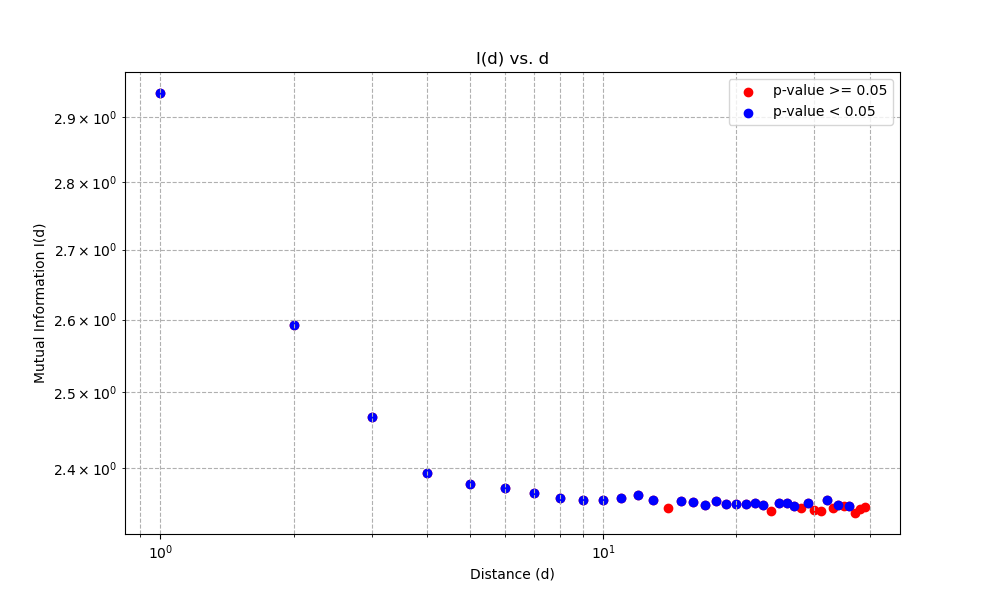 I(d) vs. d
p-value >= 0.05
p-value < 0.05
Mutual Information I(d)
2.9 × 10⁰
2.8 × 10⁰
2.7 × 10⁰
2.6 × 10⁰
2.5 × 10⁰
2.4 × 10⁰
10⁰
10¹
Distance (d)